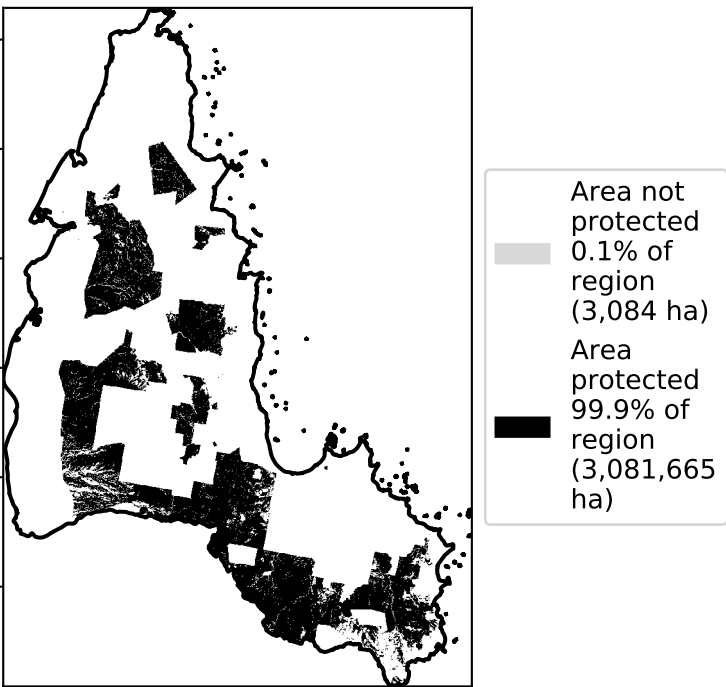 Area not
protected
0.1% of
region
(3,084 ha)
Area
protected
99.9% of
region
(3,081,665
ha)